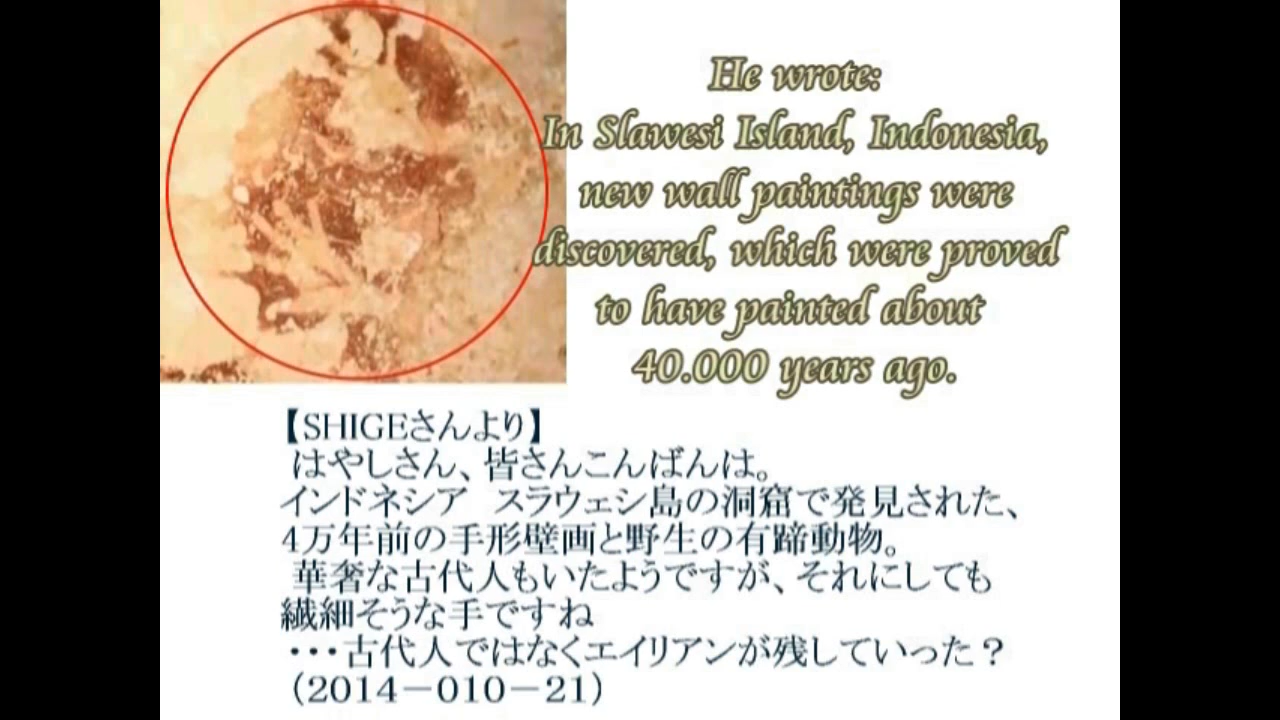 He wrote:
In Slawesi Island, Indonesia,
new wall paintings were
discovered, which were proved
to have painted about
40.000 years ago.
【SHIGEさんより】
はやしさん、皆さんこんばんは。
インドネシア　スラウェシ島の洞窟で発見された、
4万年前の手形壁画と野生の有蹄動物。
華奢な古代人もいたようですが、それにしても
繊細そうな手ですね
・・・古代人ではなくエイリアンが残していった？
（2014－010－21）